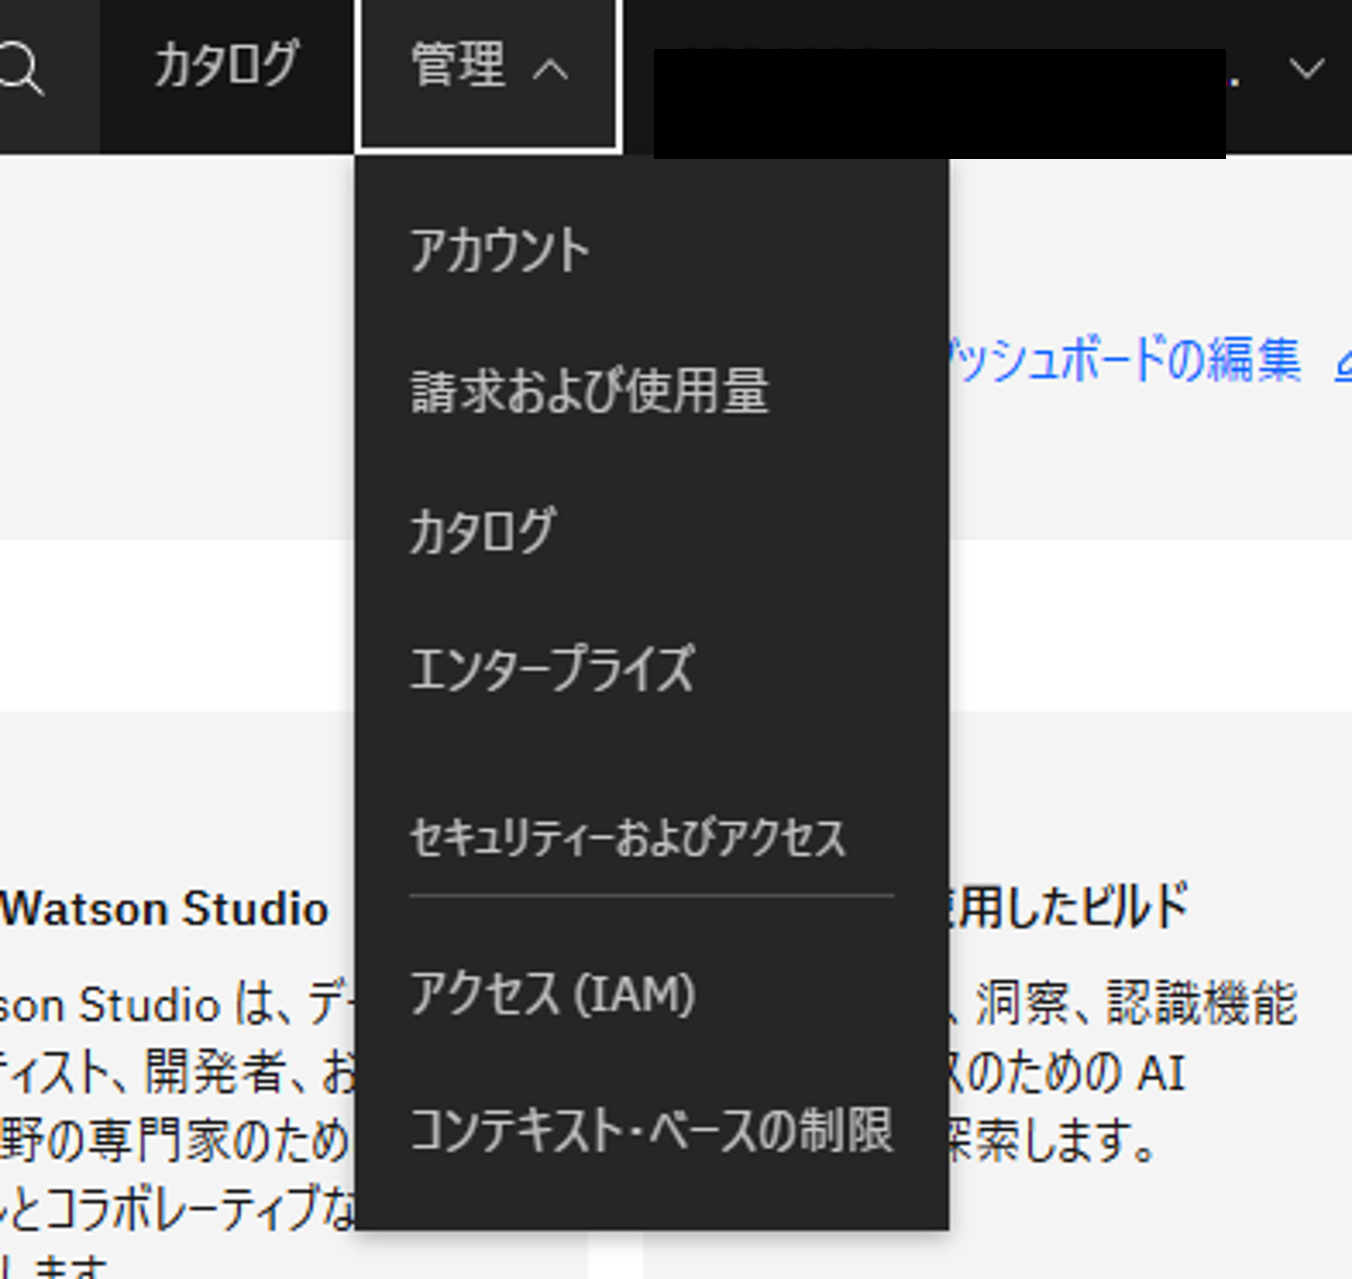 カタログ
管理
アカウント
請求および使用量
カタログ
エンタープライズ
セキュリティーおよびアクセス
アクセス (IAM)
コンテキスト・ベースの制限
ッシュボードの編集
Watson Studio
son Studio は、デ
ティスト、開発者、お
野の専門家のため
とコラボレーティブな
します
用したビルド
、洞察、認識機能
スのための AI
探索します。